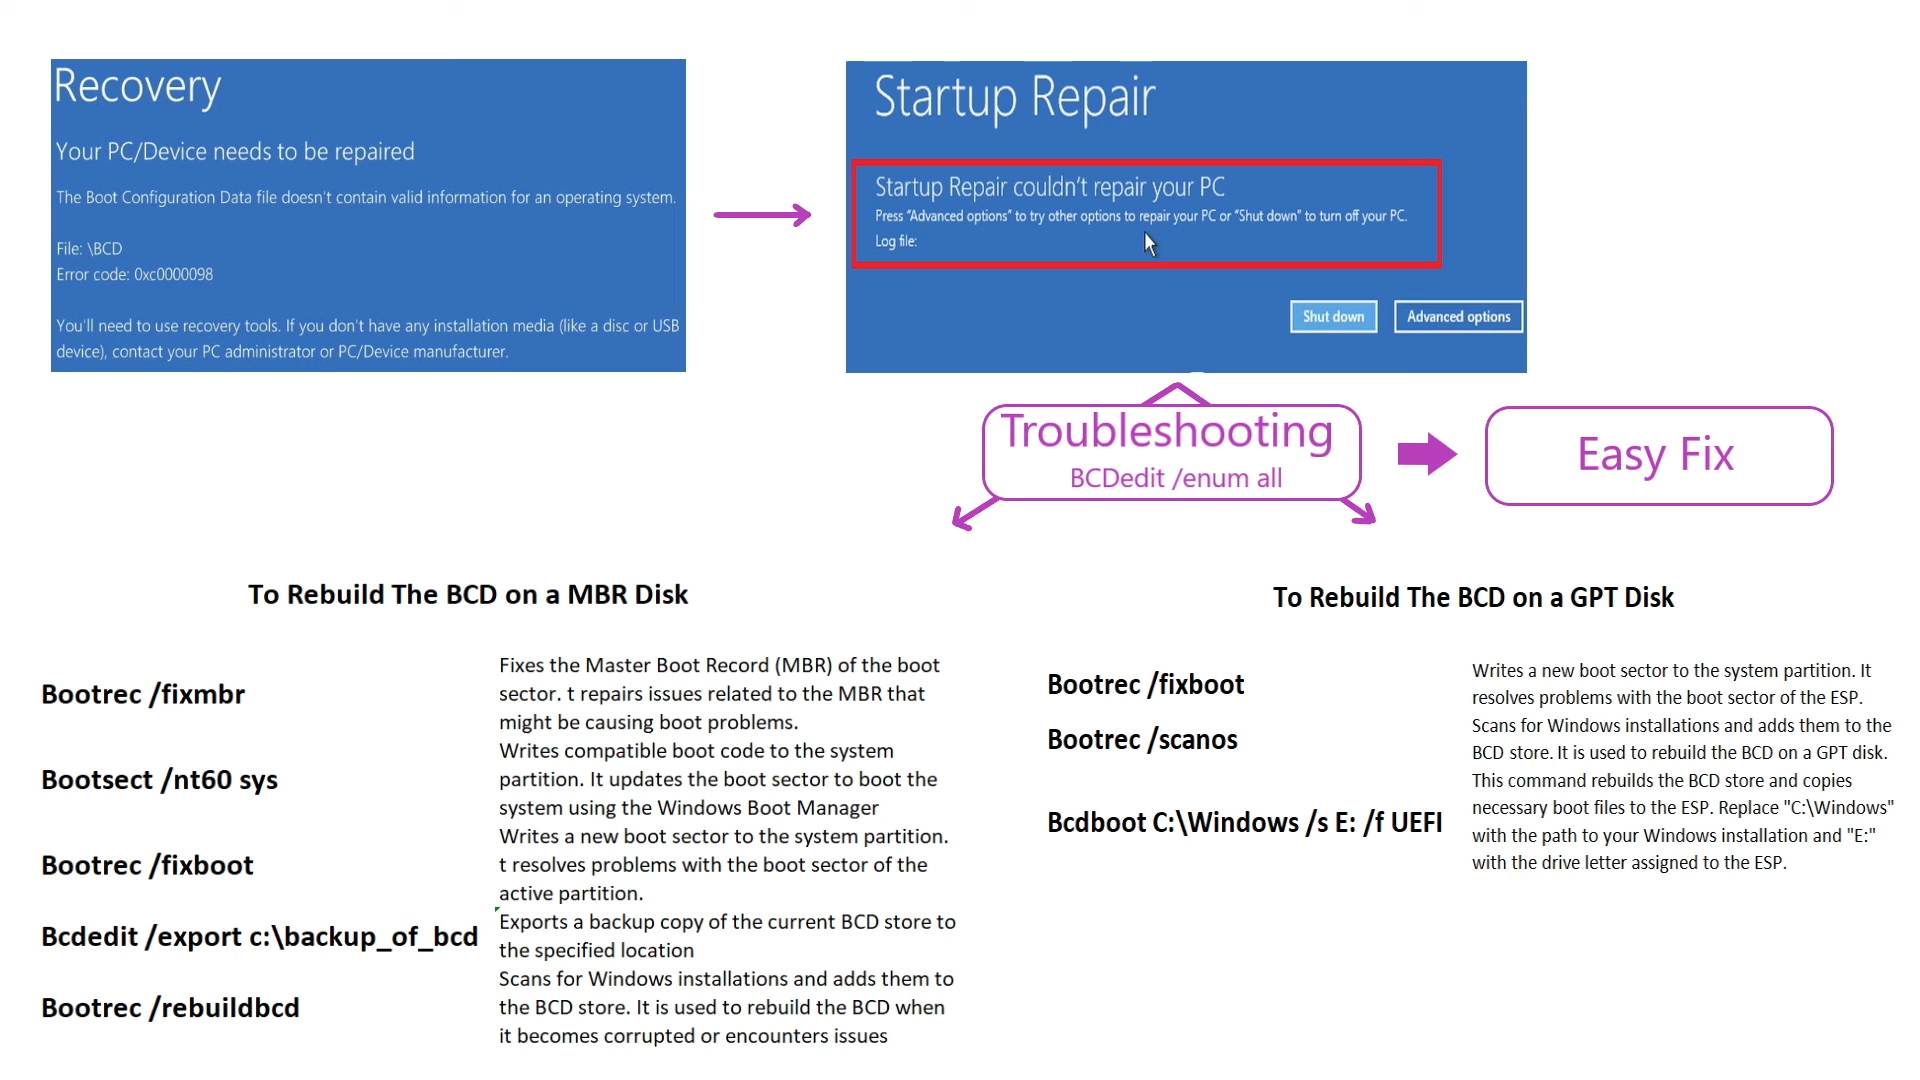 Recovery
Your PC/Device needs to be repaired
The Boot Configuration Data file doesn't contain valid information for an operating system.
File: \BCD
Error code: 0xc0000098
You'll need to use recovery tools. If you don't have any installation media (like a disc or USB
device), contact your PC administrator or PC/Device manufacturer.
Startup Repair
Startup Repair couldn't repair your PC
Press "Advanced options" to try other options to repair your PC or "Shut down" to turn off your PC.
Log file:
Shut down
Advanced options
Troubleshooting
BCDedit /enum all
Easy Fix
To Rebuild The BCD on a MBR Disk
Bootrec /fixmbr
Fixes the Master Boot Record (MBR) of the boot
sector. t repairs issues related to the MBR that
might be causing boot problems.
Bootsect /nt60 sys
Writes compatible boot code to the system
partition. It updates the boot sector to boot the
system using the Windows Boot Manager
Bootrec /fixboot
Writes a new boot sector to the system partition.
t resolves problems with the boot sector of the
active partition.
Bcdedit /export c:\backup_of_bcd
Exports a backup copy of the current BCD store to
the specified location
Bootrec /rebuildbcd
Scans for Windows installations and adds them to
the BCD store. It is used to rebuild the BCD when
it becomes corrupted or encounters issues
To Rebuild The BCD on a GPT Disk
Bootrec /fixboot
Writes a new boot sector to the system partition. It
resolves problems with the boot sector of the ESP.
Bootrec /scanos
Scans for Windows installations and adds them to the
BCD store. It is used to rebuild the BCD on a GPT disk.
Bcdboot C:\Windows /s E: /f UEFI
This command rebuilds the BCD store and copies
necessary boot files to the ESP. Replace "C:\Windows"
with the path to your Windows installation and "E:"
with the drive letter assigned to the ESP.